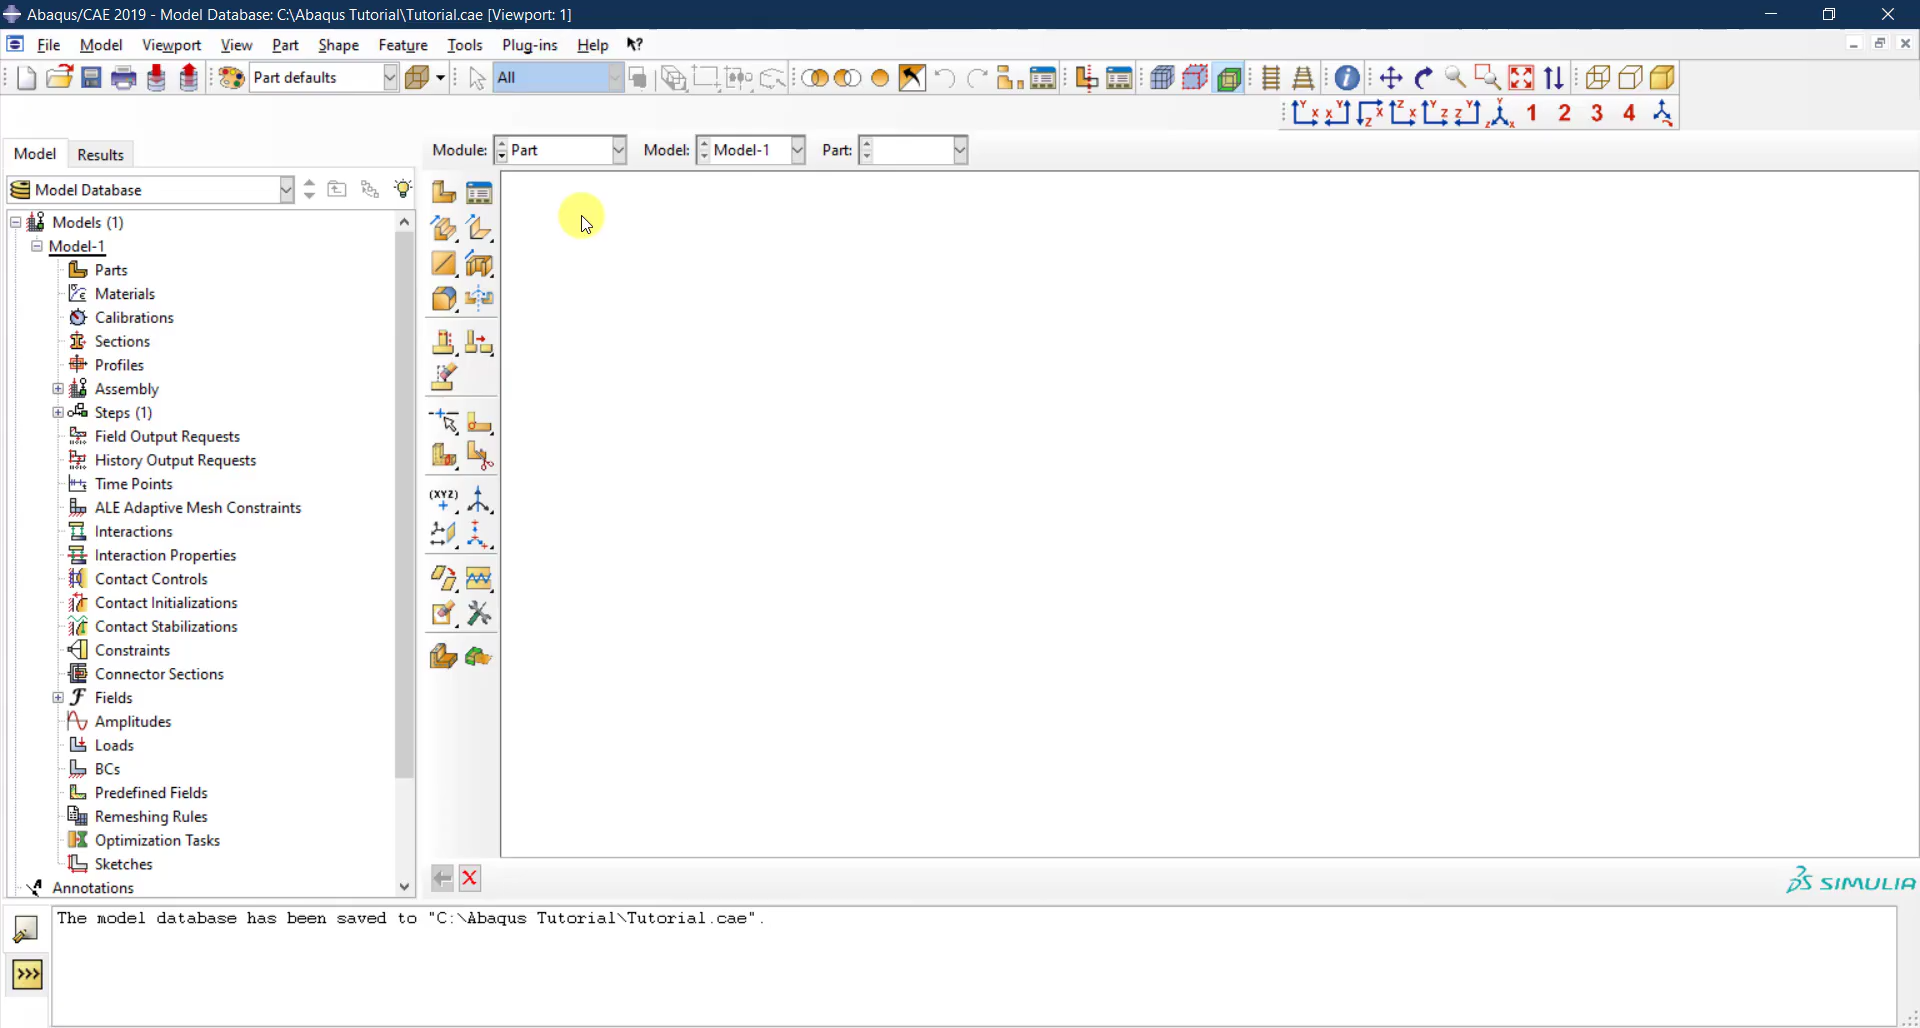 Abaqus/CAE 2019 - Model Database: C:\Abaqus Tutorial\Tutorial.cae [Viewport: 1]
File Model Viewport View Part Shape Feature Tools Plug-ins Help
Part defaults All
1 2 3 4
Model Results
Module: Part Model: Model-1 Part:
Model Database
Models (1)
Model-1
Parts
Materials
Calibrations
Sections
Profiles
Assembly
Steps (1)
Field Output Requests
History Output Requests
Time Points
ALE Adaptive Mesh Constraints
Interactions
Interaction Properties
Contact Controls
Contact Initializations
Contact Stabilizations
Constraints
Connector Sections
Fields
Amplitudes
Loads
BCs
Predefined Fields
Remeshing Rules
Optimization Tasks
Sketches
Annotations
(XYZ)
SIMULIA
The model database has been saved to "C:\Abaqus Tutorial\Tutorial.cae".
>>>